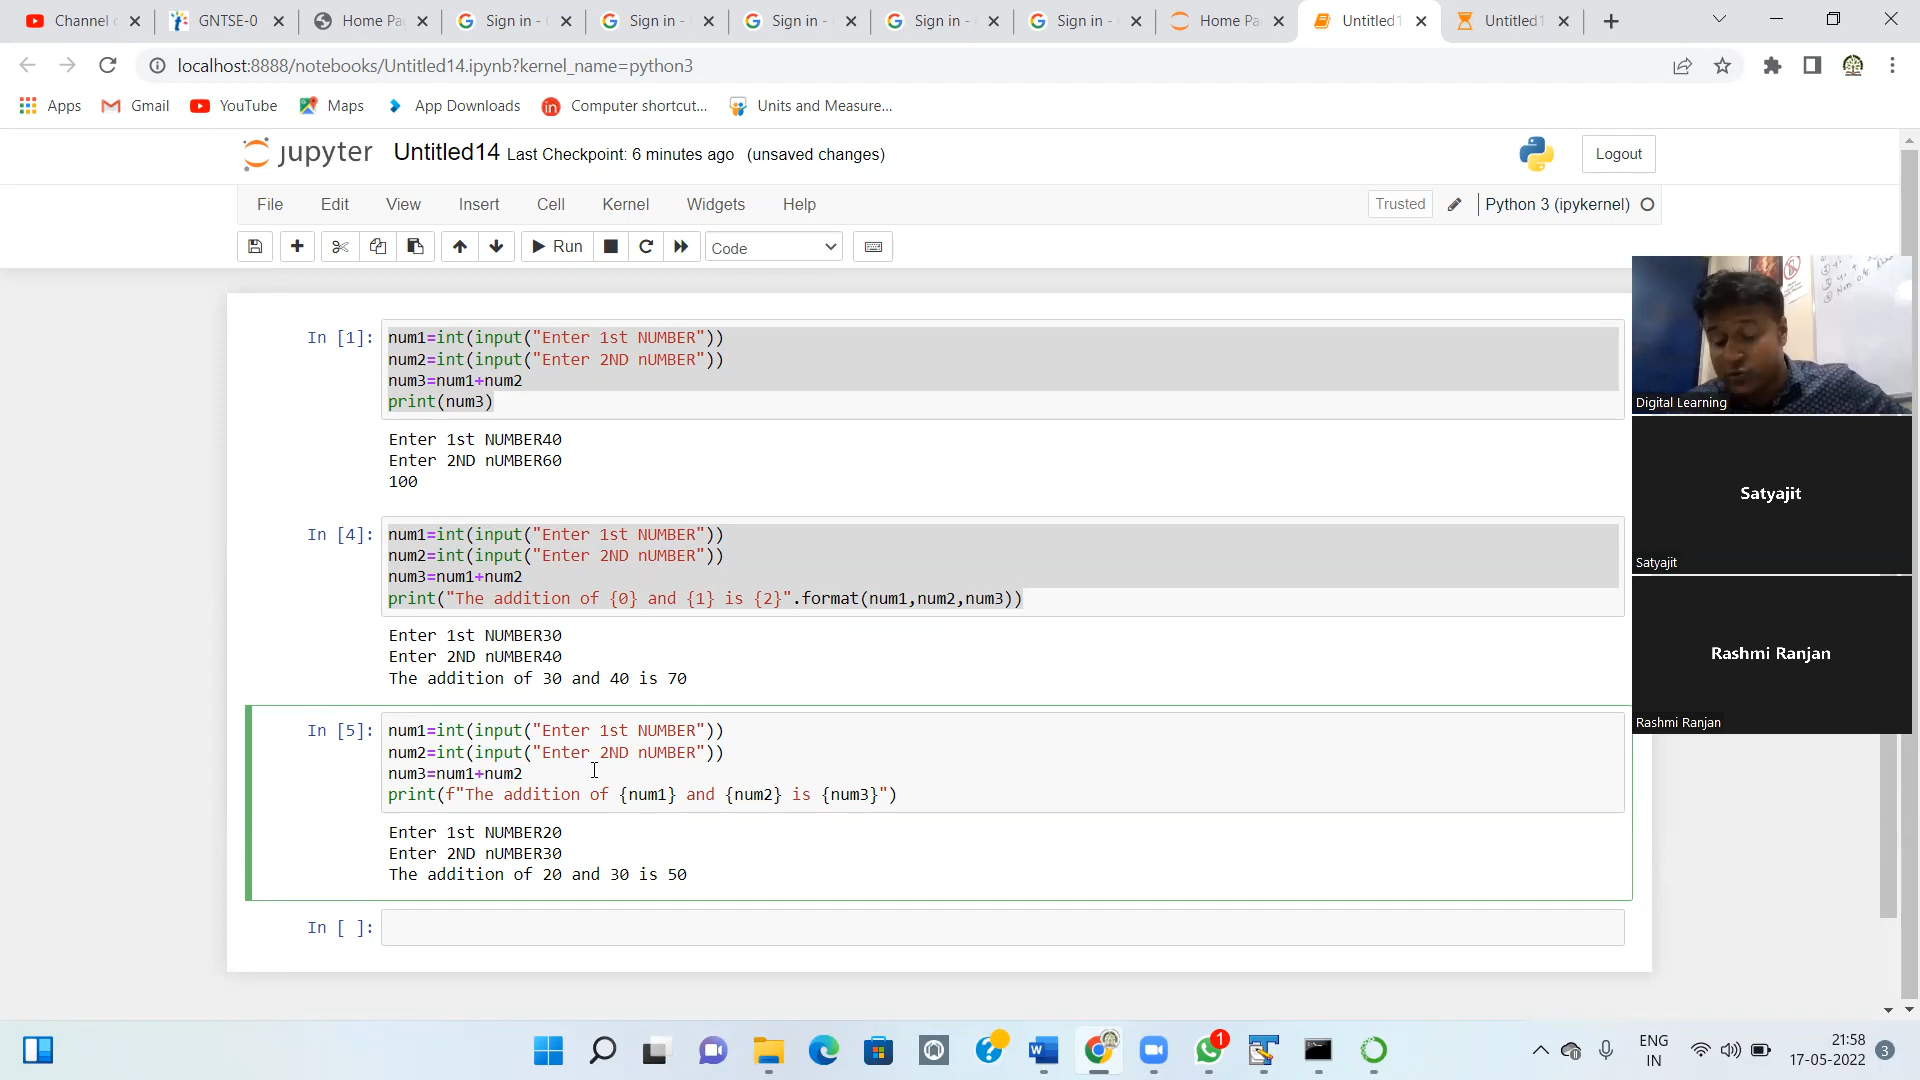 Channel c
GNTSE-0
Home Pa
Sign in - G
Sign in -
Sign in -
Sign in -
Sign in -
Home Pa
Untitled1
Untitled1
localhost:8888/notebooks/Untitled14.ipynb?kernel_name=python3
Apps
Gmail
YouTube
Maps
App Downloads
in
Computer shortcut...
Units and Measure...
jupyter Untitled14 Last Checkpoint: 6 minutes ago (unsaved changes)
Logout
File Edit View Insert Cell Kernel Widgets Help
Trusted
Python 3 (ipykernel)
Run
Code
In [1]:
num1=int(input("Enter 1st NUMBER"))
num2=int(input("Enter 2ND nUMBER"))
num3=num1+num2
print(num3)
Enter 1st NUMBER40
Enter 2ND nUMBER60
100
In [4]:
num1=int(input("Enter 1st NUMBER"))
num2=int(input("Enter 2ND nUMBER"))
num3=num1+num2
print("The addition of {0} and {1} is {2}".format(num1,num2,num3))
Enter 1st NUMBER30
Enter 2ND nUMBER40
The addition of 30 and 40 is 70
In [5]:
num1=int(input("Enter 1st NUMBER"))
num2=int(input("Enter 2ND nUMBER"))
num3=num1+num2
print(f"The addition of {num1} and {num2} is {num3}")
Enter 1st NUMBER20
Enter 2ND nUMBER30
The addition of 20 and 30 is 50
In [ ]:
Digital Learning
Satyajit
Satyajit
Rashmi Ranjan
Rashmi Ranjan
1
ENG
IN
21:58
17-05-2022
3